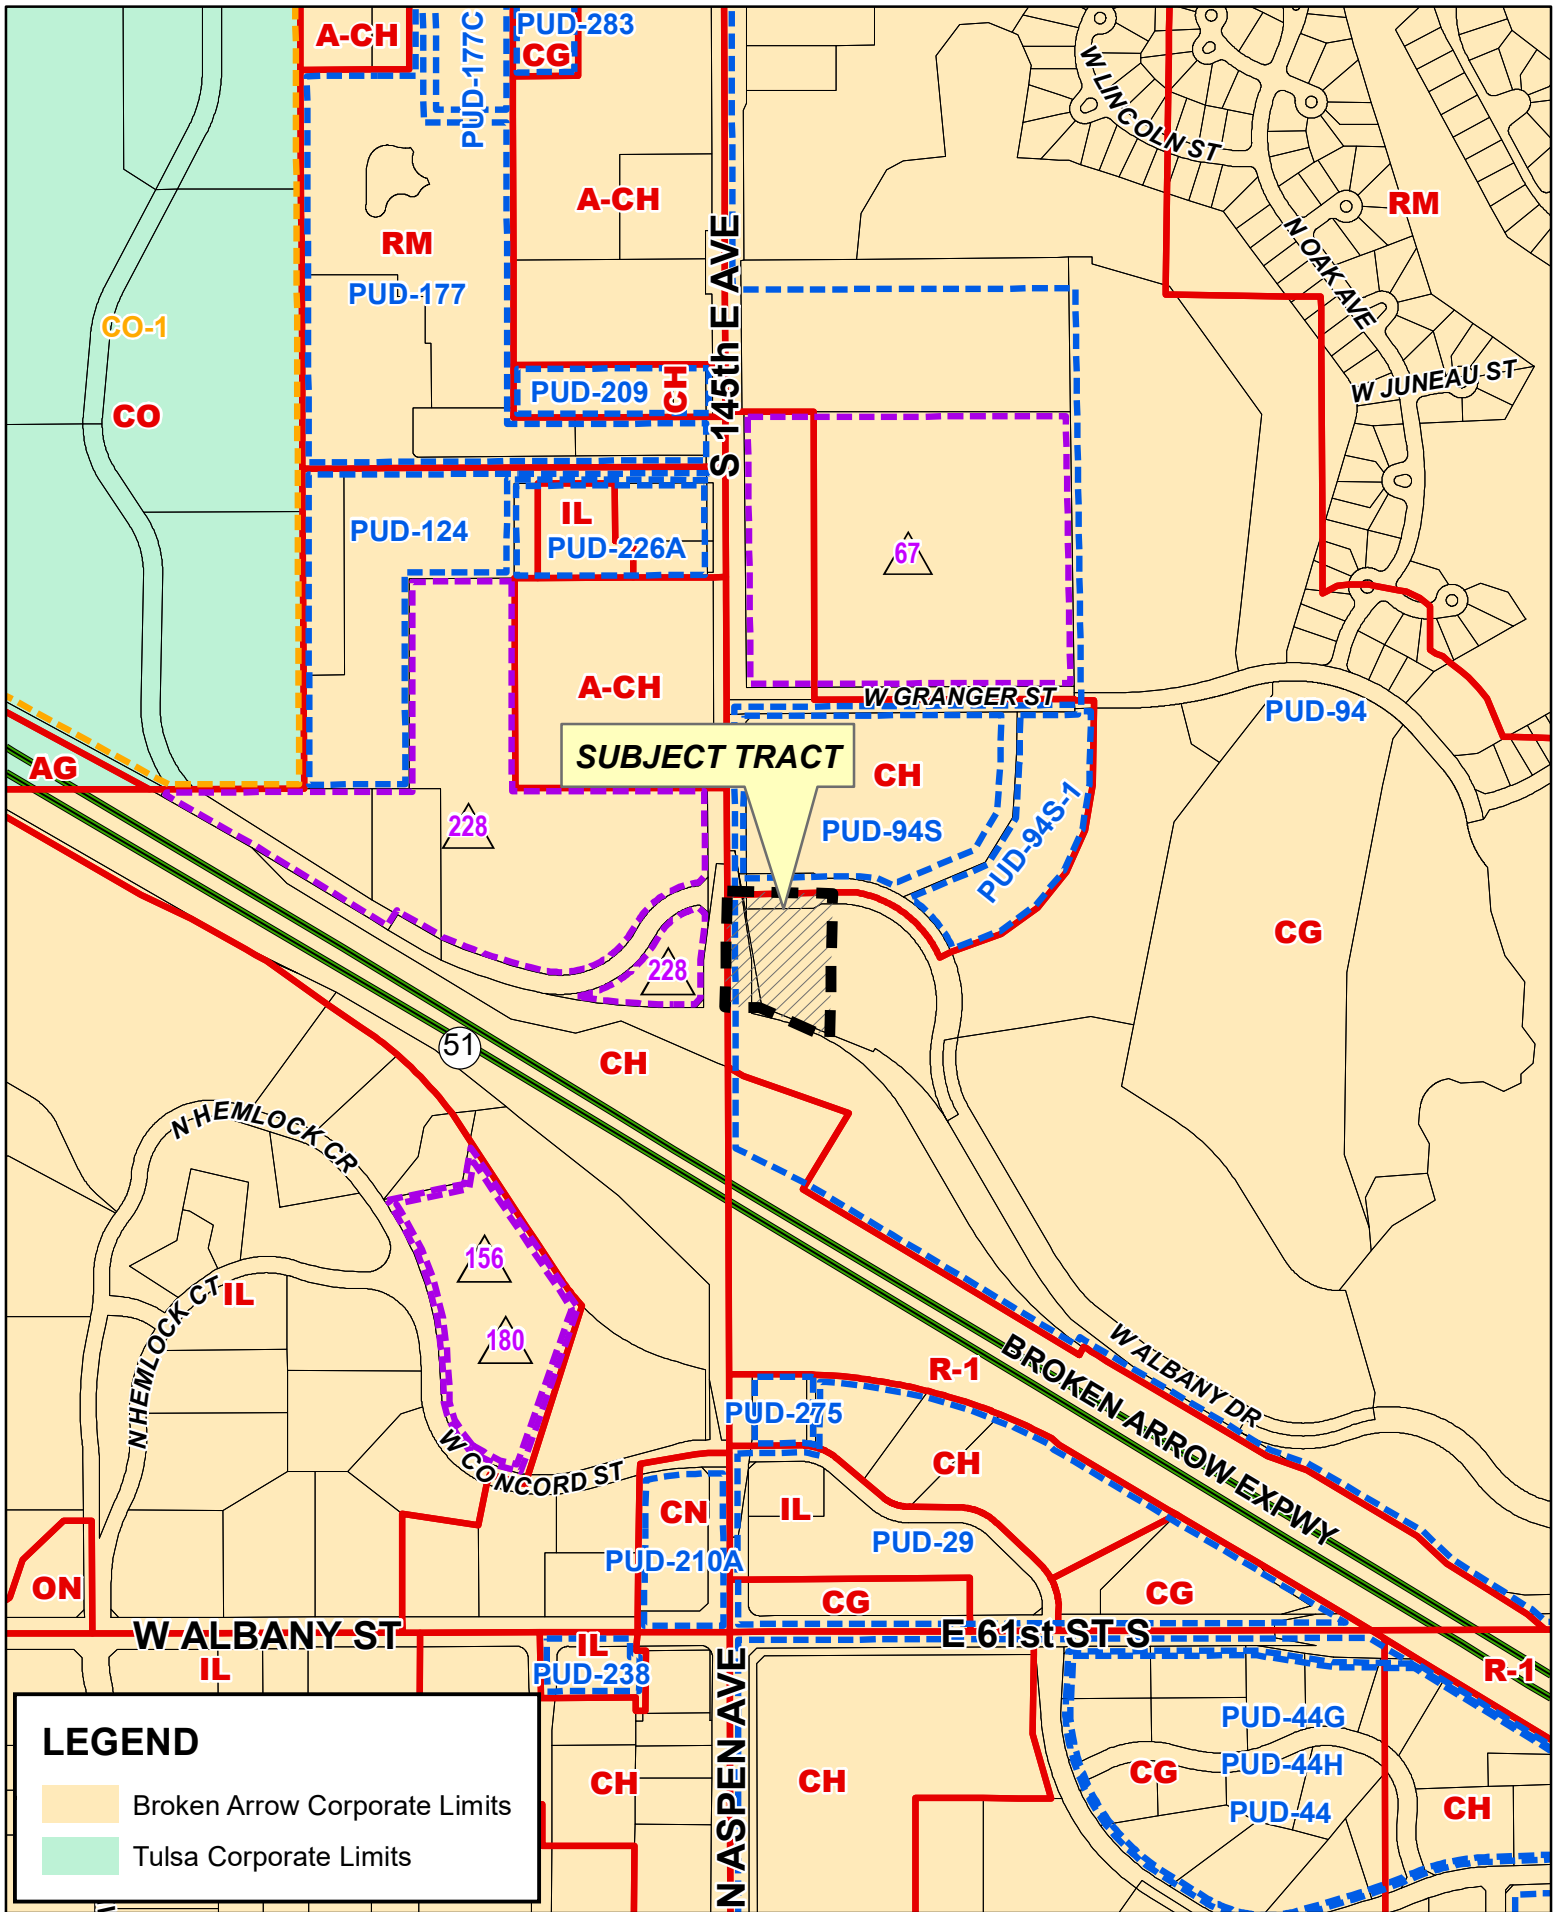 A-CH
PUD-177C
PUD-283
CG
W LINCOLN ST
A-CH
RM
RM
N OAK AVE
PUD-177
S 145th E AVE
CO-1
W JUNEAU ST
PUD-209
CH
CO
IL
PUD-124
PUD-226A
67
A-CH
W GRANGER ST
PUD-94
SUBJECT TRACT
AG
CH
228
PUD-94S
PUD-94S-1
CG
228
51
CH
N HEMLOCK CR
156
IL
N HEMLOCK CT
180
W ALBANY DR
R-1
BROKEN ARROW EXPWY
PUD-275
W CONCORD ST
CH
CN
IL
PUD-29
PUD-210A
ON
CG
CG
W ALBANY ST
E 61st ST S
IL
IL
PUD-238
R-1
N ASPEN AVE
PUD-44G
CG
PUD-44H
CH
CH
PUD-44
CH
LEGEND
Broken Arrow Corporate Limits
Tulsa Corporate Limits